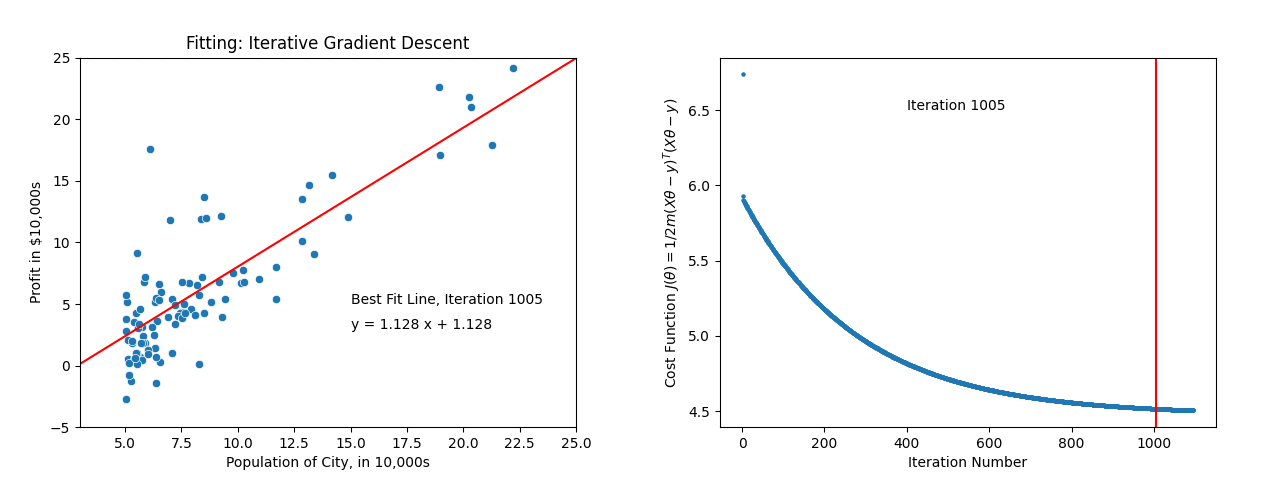 Fitting: Iterative Gradient Descent
25
20
15
10
5
0
−5
Profit in $10,000s
Best Fit Line, Iteration 1005
y = 1.128 x + 1.128
5.0 7.5 10.0 12.5 15.0 17.5 20.0 22.5 25.0
Population of City, in 10,000s
Cost Function J(θ) = 1/2m(Xθ − y)ᵀ(Xθ − y)
6.5
6.0
5.5
5.0
4.5
Iteration 1005
0 200 400 600 800 1000
Iteration Number